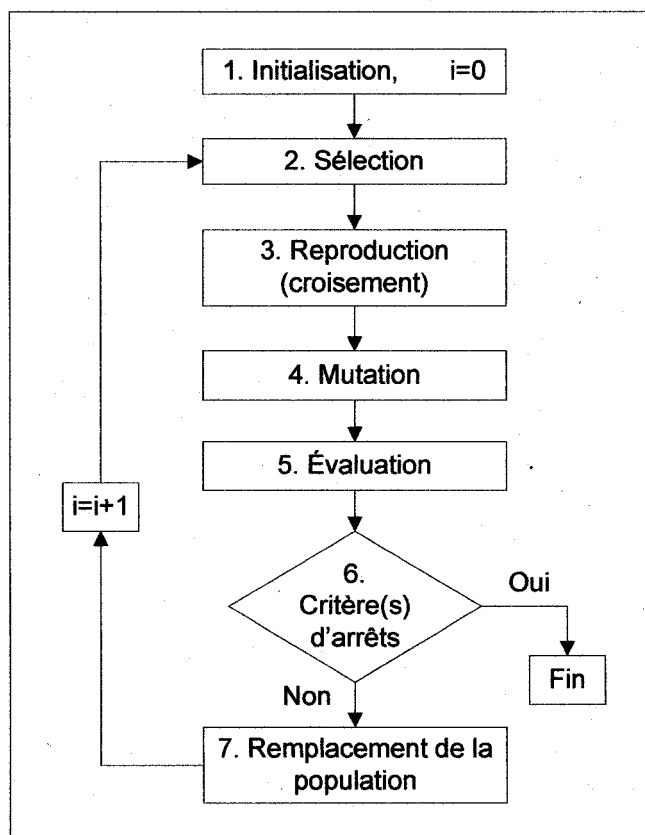 1. Initialisation, i=0
2. Sélection
3. Reproduction
(croisement)
4. Mutation
5. Évaluation
i=i+1
6.
Critère(s)
d'arrêts
Oui
Fin
Non
7. Remplacement de la
population